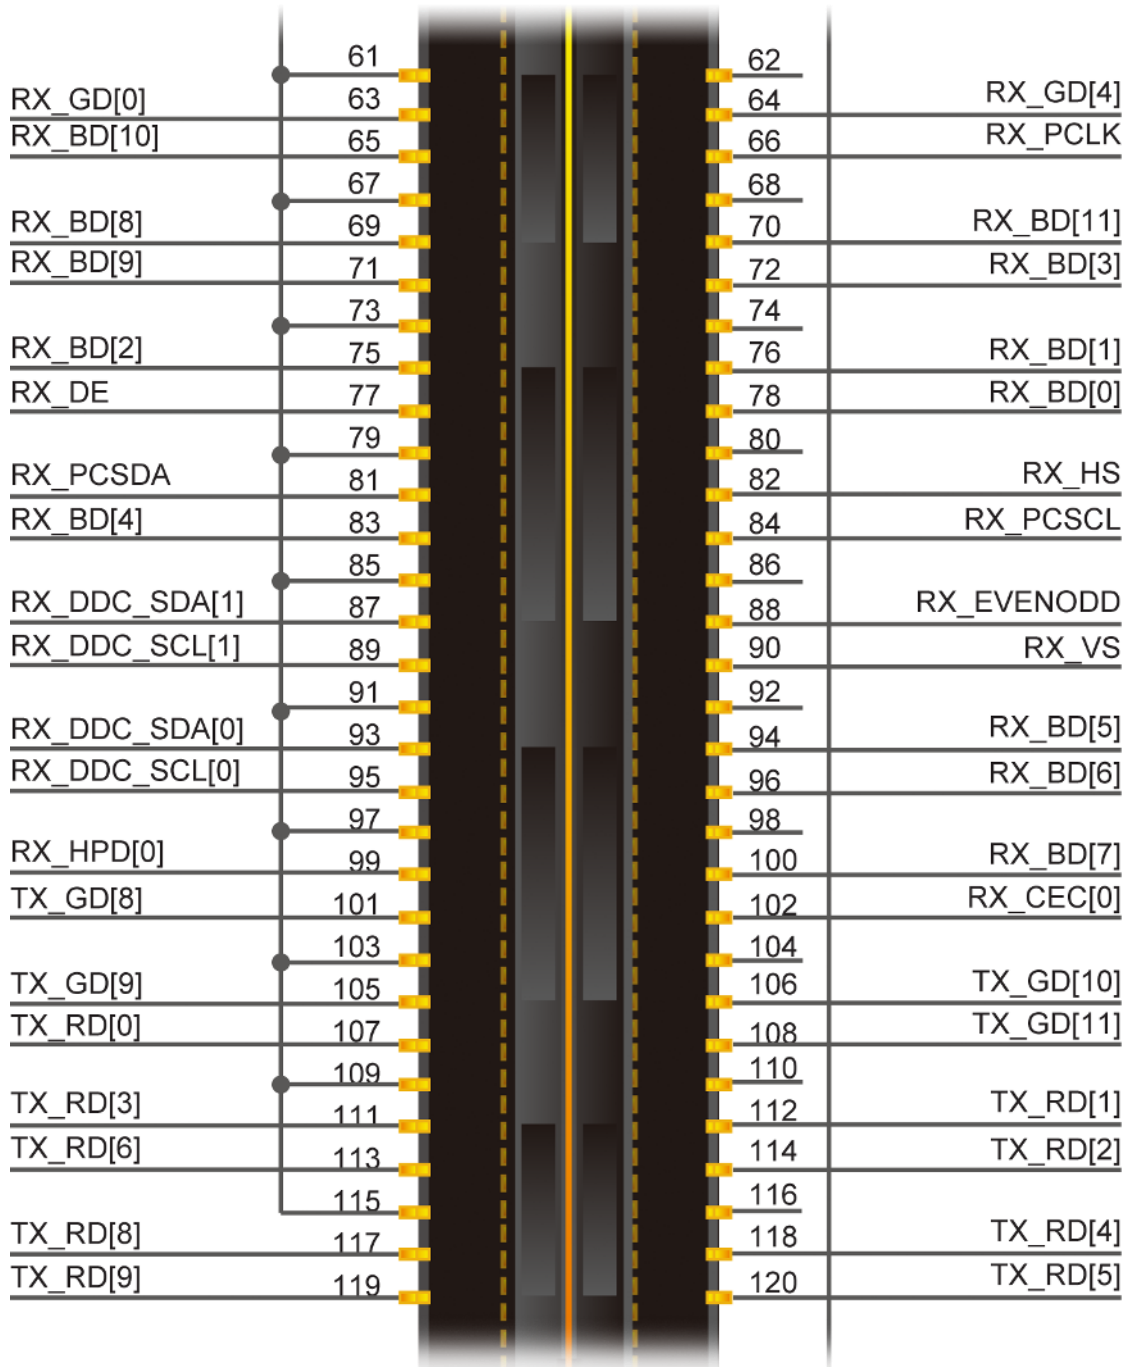 61 62
RX_GD[0] 63 64 RX_GD[4]
RX_BD[10] 65 66 RX_PCLK
67 68
RX_BD[8] 69 70 RX_BD[11]
RX_BD[9] 71 72 RX_BD[3]
73 74
RX_BD[2] 75 76 RX_BD[1]
RX_DE 77 78 RX_BD[0]
79 80
RX_PCSDA 81 82 RX_HS
RX_BD[4] 83 84 RX_PCSCL
85 86
RX_DDC_SDA[1] 87 88 RX_EVENODD
RX_DDC_SCL[1] 89 90 RX_VS
91 92
RX_DDC_SDA[0] 93 94 RX_BD[5]
RX_DDC_SCL[0] 95 96 RX_BD[6]
97 98
RX_HPD[0] 99 100 RX_BD[7]
TX_GD[8] 101 102 RX_CEC[0]
103 104
TX_GD[9] 105 106 TX_GD[10]
TX_RD[0] 107 108 TX_GD[11]
109 110
TX_RD[3] 111 112 TX_RD[1]
TX_RD[6] 113 114 TX_RD[2]
115 116
TX_RD[8] 117 118 TX_RD[4]
TX_RD[9] 119 120 TX_RD[5]